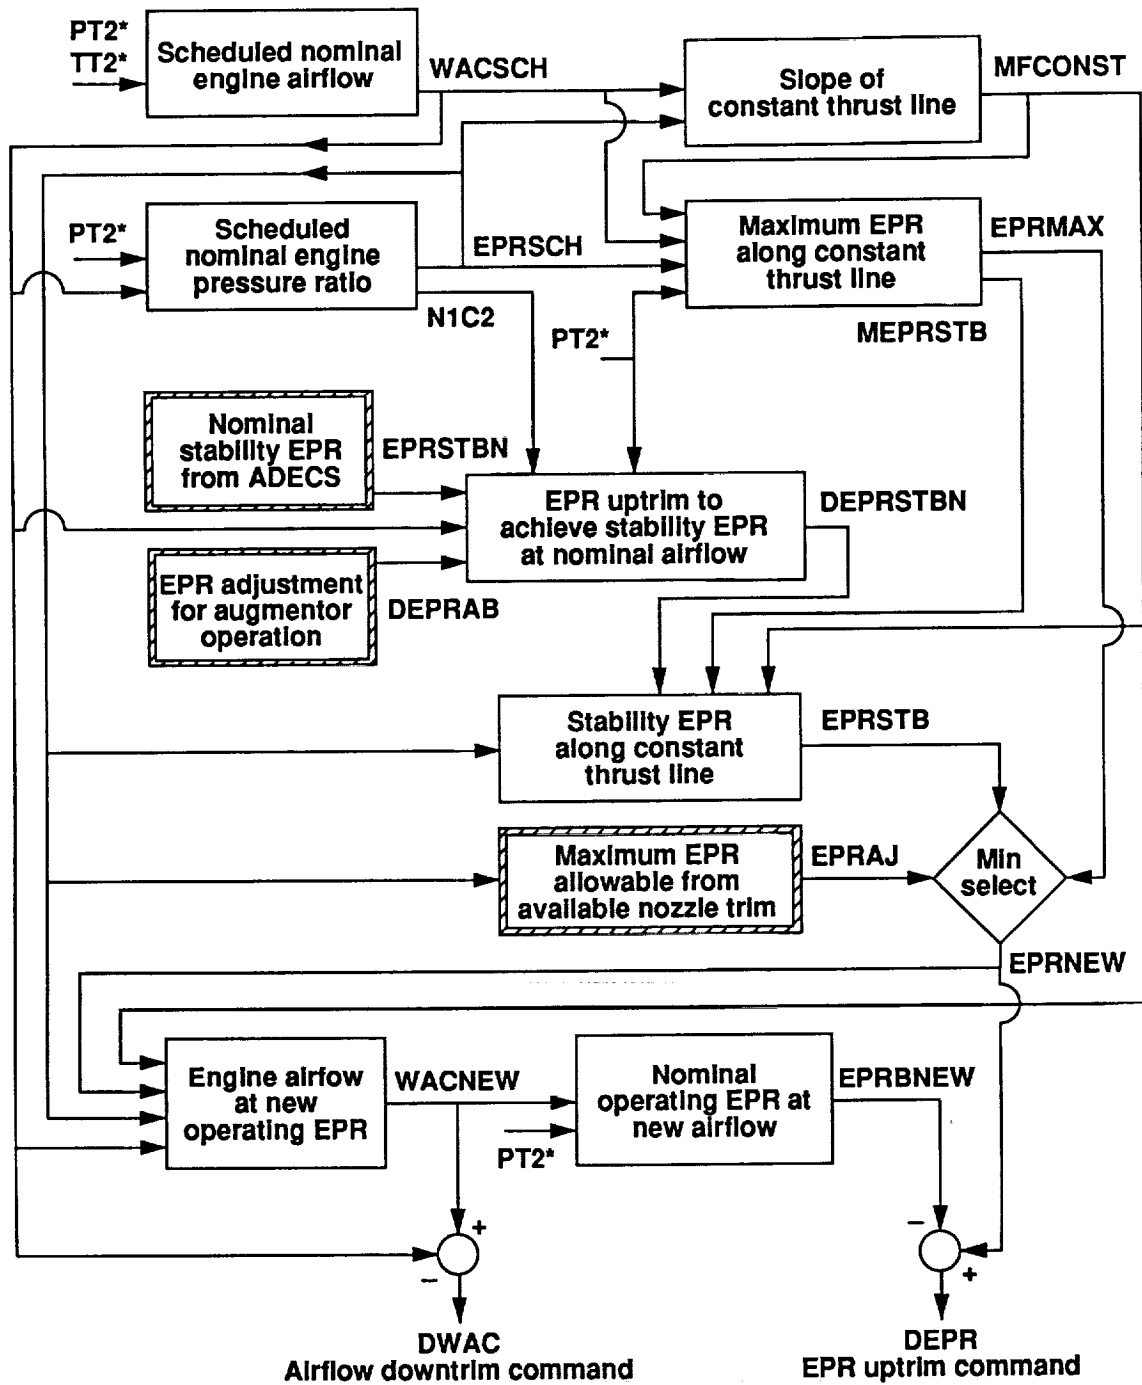 PT2*
TT2*
Scheduled nominal
engine airflow
WACSCH
Slope of
constant thrust line
MFCONST
PT2*
Scheduled
nominal engine
pressure ratio
EPRSCH
N1C2
Maximum EPR
along constant
thrust line
EPRMAX
MEPRSTB
PT2*
Nominal
stability EPR
from ADECS
EPRSTBN
EPR uptrim to
achieve stability EPR
at nominal airflow
DEPRSTBN
EPR adjustment
for augmentor
operation
DEPRAB
Stability EPR
along constant
thrust line
EPRSTB
Maximum EPR
allowable from
available nozzle trim
EPRAJ
Min
select
EPRNEW
Engine airfow
at new
operating EPR
WACNEW
Nominal
operating EPR at
new airflow
EPRBNEW
PT2*
+
−
−
+
DWAC
Airflow downtrim command
DEPR
EPR uptrim command